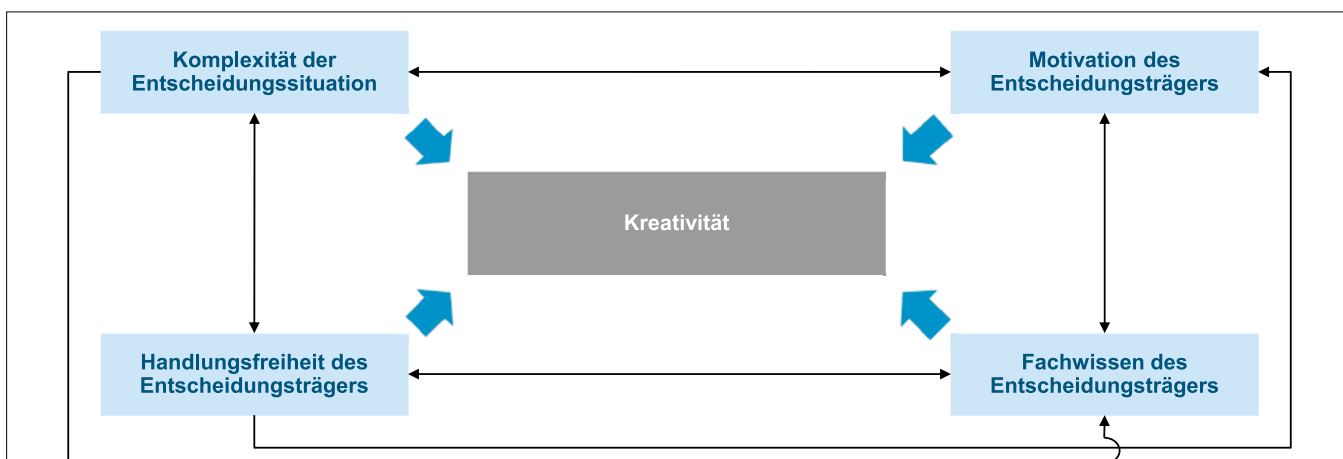 Komplexität der
Entscheidungssituation
Motivation des
Entscheidungsträgers
Kreativität
Handlungsfreiheit des
Entscheidungsträgers
Fachwissen des
Entscheidungsträgers